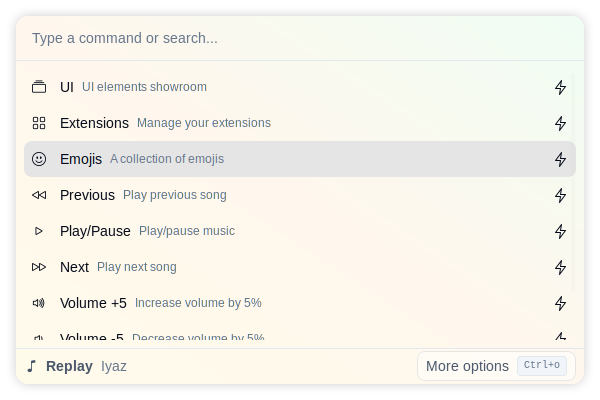 Type a command or search...
UI UI elements showroom
Extensions Manage your extensions
Emojis A collection of emojis
Previous Play previous song
Play/Pause Play/pause music
Next Play next song
Volume +5 Increase volume by 5%
Volume -5 Decrease volume by 5%
Replay Iyaz More options Ctrl+o